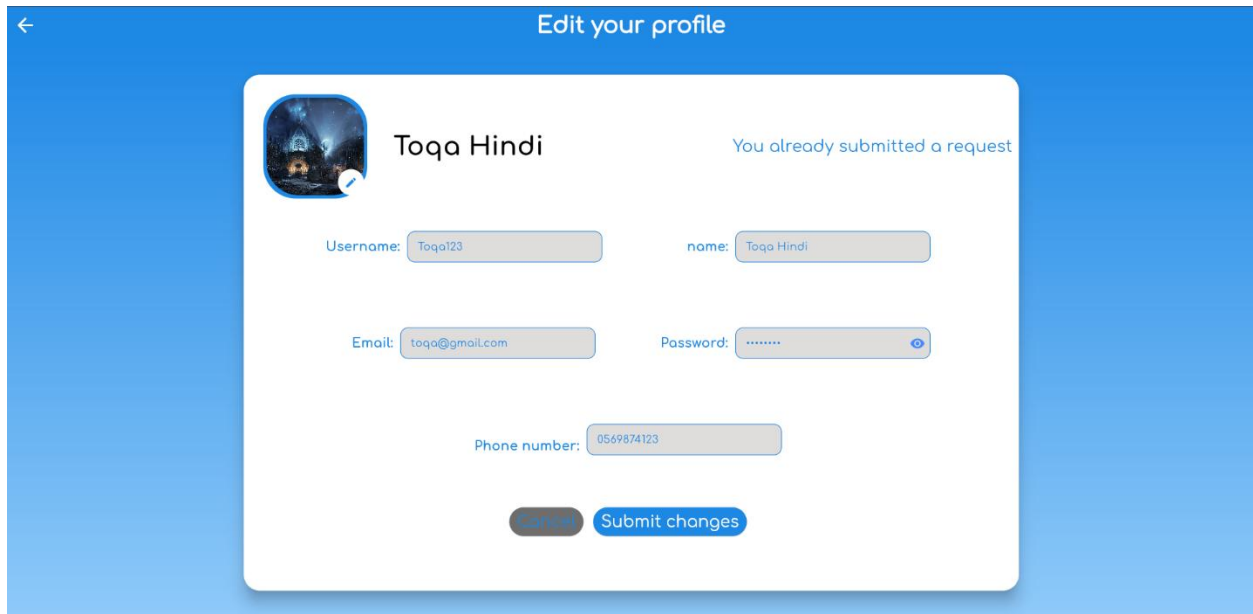 Edit your profile
Toqa Hindi
You already submitted a request
Username: Toqa123
name: Toqa Hindi
Email: toqa@gmail.com
Password: ••••••••
Phone number: 0569874123
Cancel Submit changes